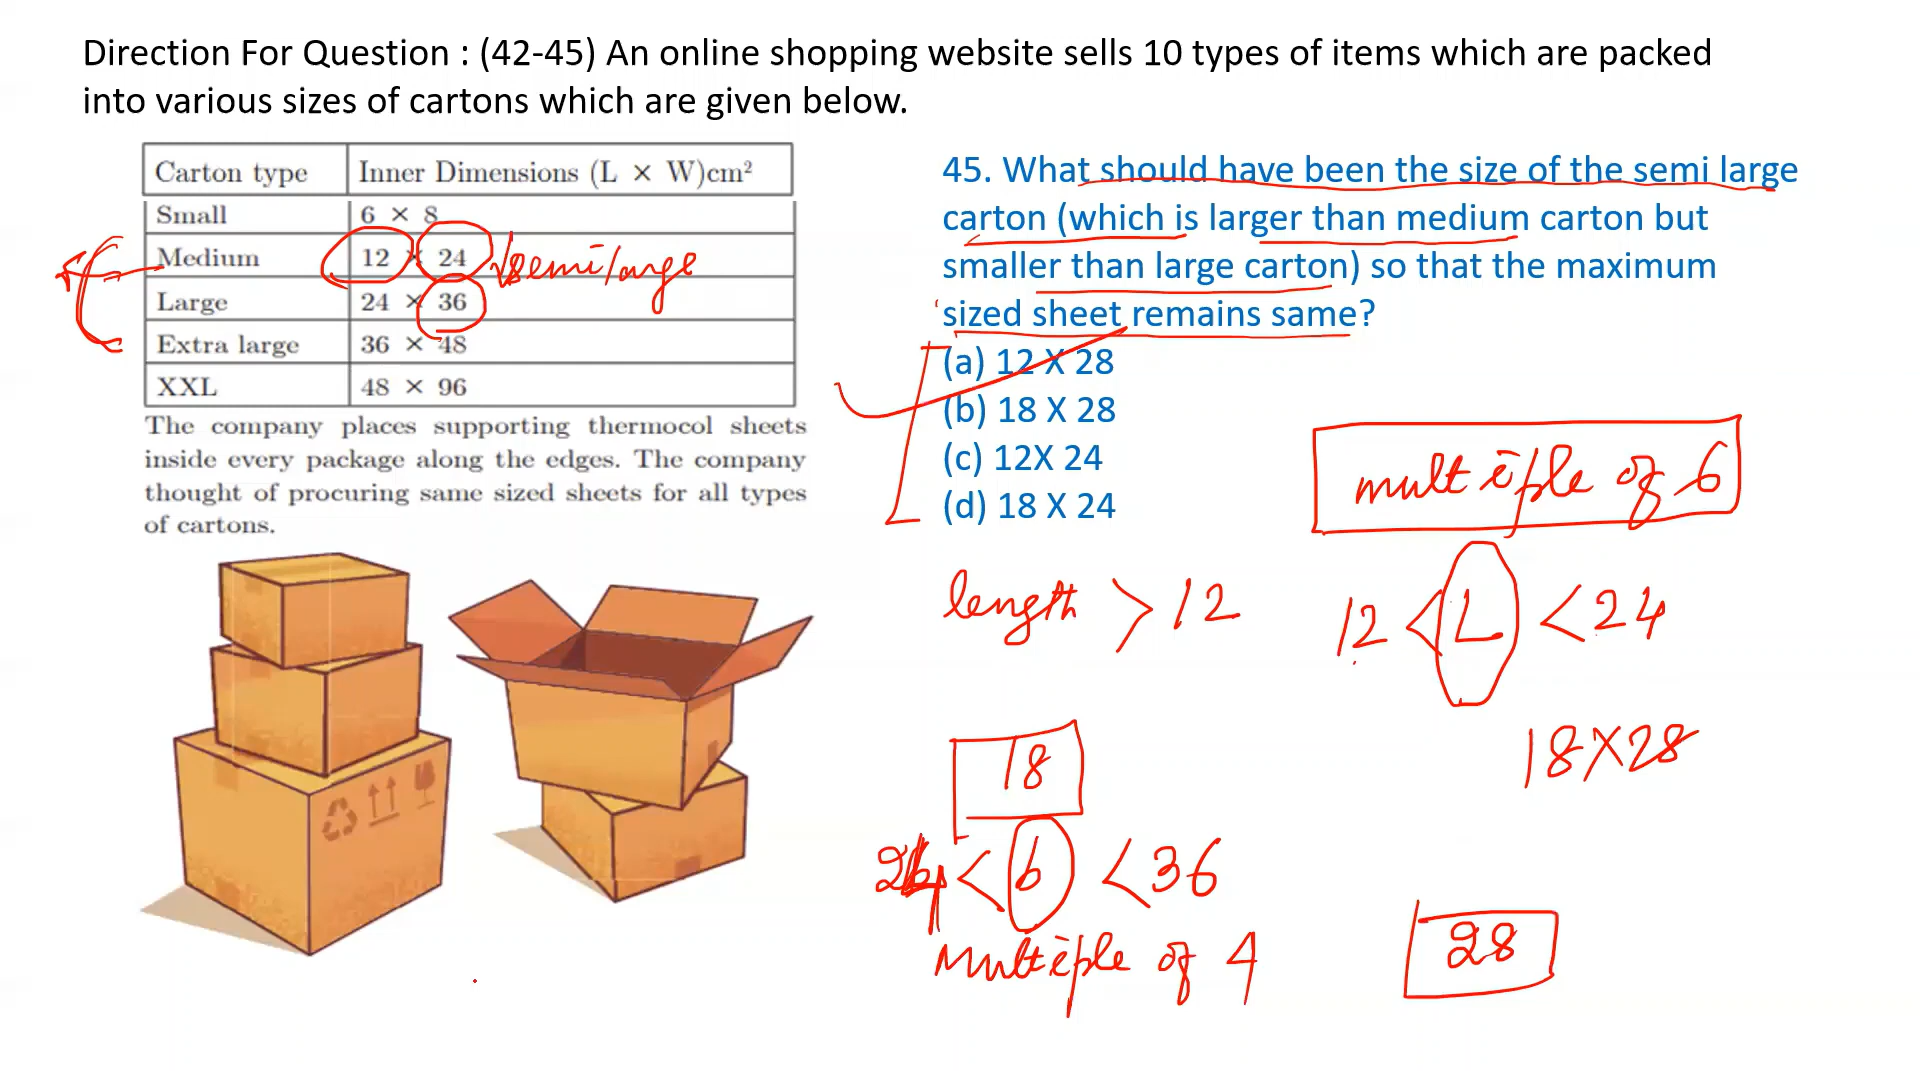 Direction For Question : (42-45) An online shopping website sells 10 types of items which are packed
into various sizes of cartons which are given below.
Carton type Inner Dimensions (L × W)cm²
Small 6 × 8
Medium 12 × 24 semi large
Large 24 × 36
Extra large 36 × 48
XXL 48 × 96
The company places supporting thermocol sheets
inside every package along the edges. The company
thought of procuring same sized sheets for all types
of cartons.
45. What should have been the size of the semi large
carton (which is larger than medium carton but
smaller than large carton) so that the maximum
sized sheet remains same?
(a) 12 X 28
(b) 18 X 28
(c) 12X 24
(d) 18 X 24
multiple of 6
length > 12
12 < L < 24
18
18X28
24 < b < 36
Multiple of 4
28